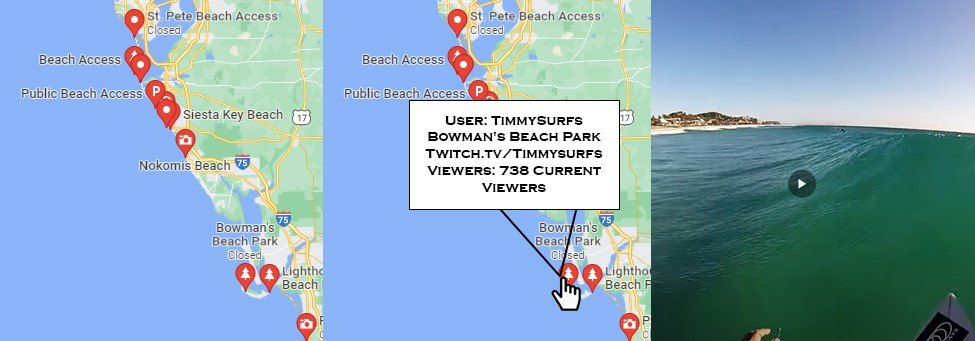 St. Pete Beach Access
Closed
Beach Access
Public Beach Access
P
Siesta Key Beach
17
Nokomis Beach
75
75
Bowman's
Beach Park
Closed
Lightho
Beach
St. Pete Beach Access
Closed
Beach Access
Public Beach Access
P
User: TimmySurfs
Bowman's Beach Park
Twitch.tv/Timmysurfs
Viewers: 738 Current
Viewers
17
75
Bowman's
Beach Park
Closed
Lighthou
Beach P
P